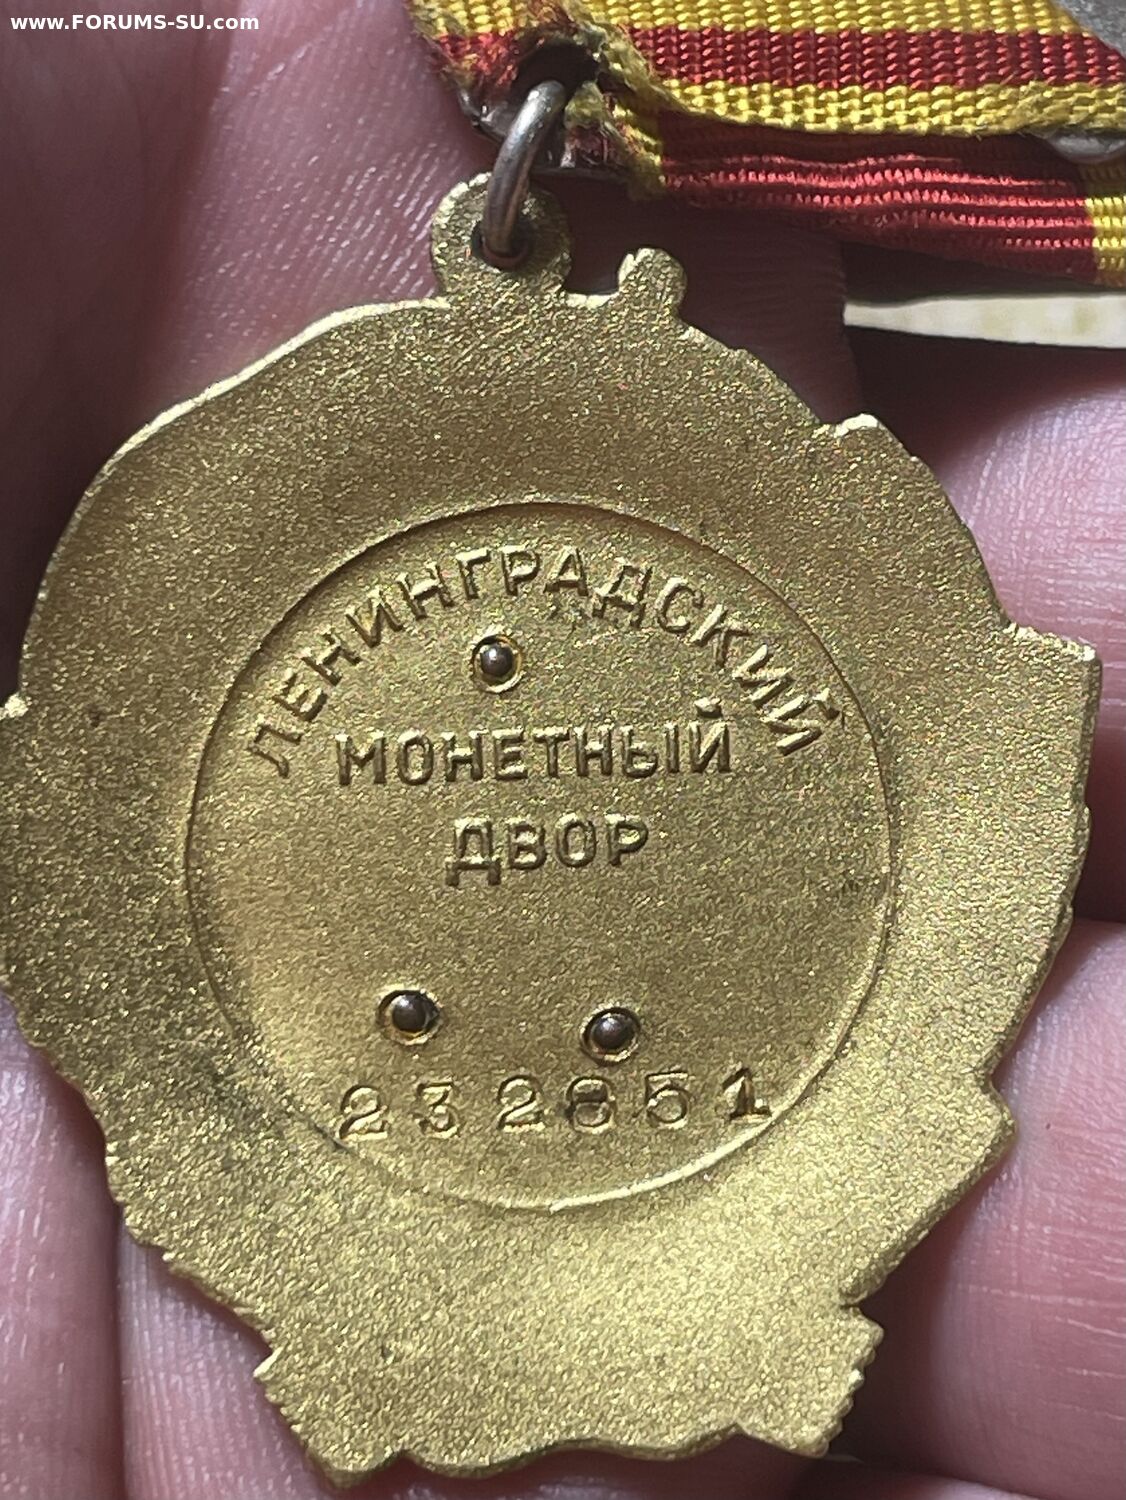 www.FORUMS-SU.com
ЛЕНИНГРАДСКИЙ
МОНЕТНЫЙ
ДВОР
232851